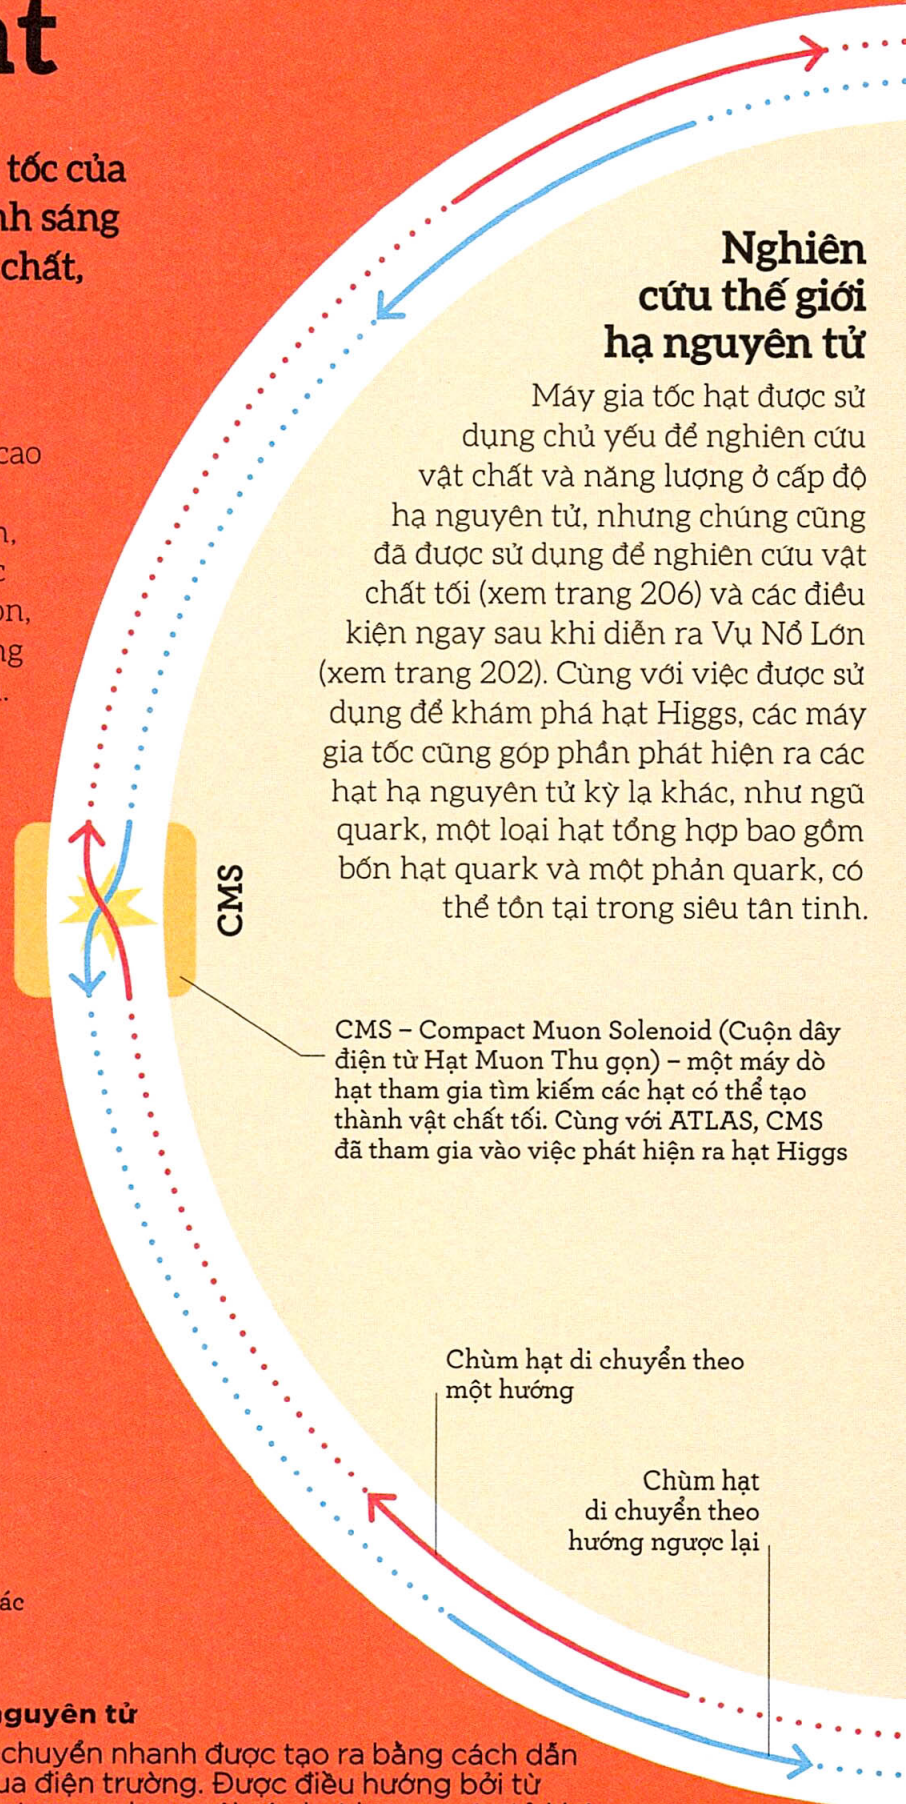 tốc của
sáng
chất,
cao
Nghiên
cứu thế giới
hạ nguyên tử
Máy gia tốc hạt được sử
dụng chủ yếu để nghiên cứu
vật chất và năng lượng ở cấp độ
hạ nguyên tử, nhưng chúng cũng
đã được sử dụng để nghiên cứu vật
chất tối (xem trang 206) và các điều
kiện ngay sau khi diễn ra Vụ Nổ Lớn
(xem trang 202). Cùng với việc được sử
dụng để khám phá hạt Higgs, các máy
gia tốc cũng góp phần phát hiện ra các
hạt hạ nguyên tử kỳ lạ khác, như ngũ
quark, một loại hạt tổng hợp bao gồm
bốn hạt quark và một phản quark, có
thể tồn tại trong siêu tân tinh.
CMS
CMS – Compact Muon Solenoid (Cuộn dây
điện từ Hạt Muon Thu gọn) – một máy dò
hạt tham gia tìm kiếm các hạt có thể tạo
thành vật chất tối. Cùng với ATLAS, CMS
đã tham gia vào việc phát hiện ra hạt Higgs
Chùm hạt di chuyển theo
một hướng
Chùm hạt
di chuyển theo
hướng ngược lại
nguyên tử
chuyển nhanh được tạo ra bằng cách dẫn
điện trường. Được điều hướng bởi từ